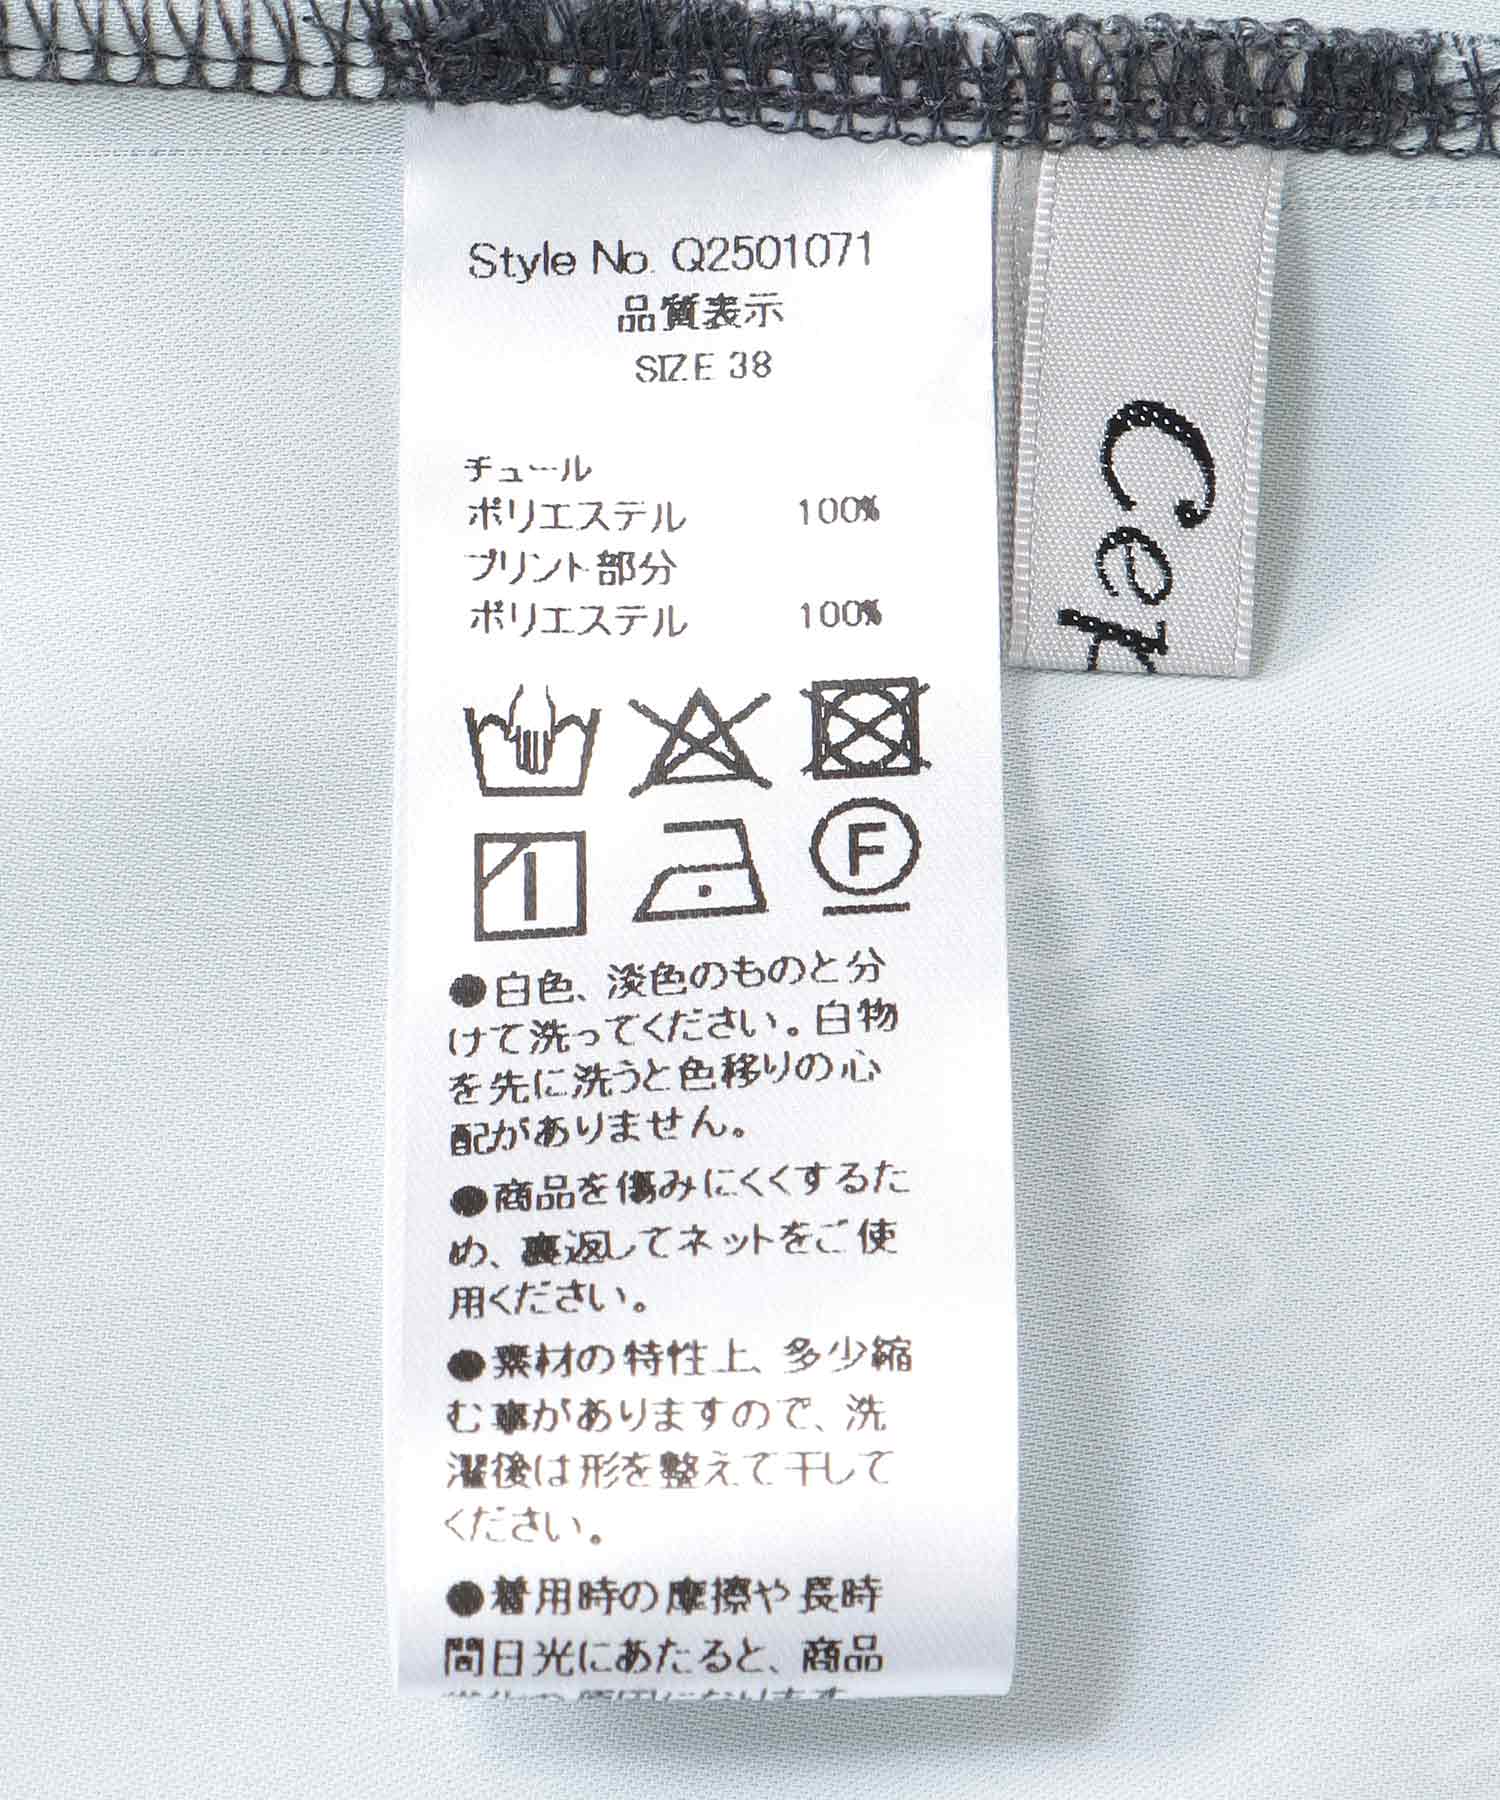 Style No. Q2501071
品質表示
SIZE 38
チュール
ポリエステル 100%
プリント部分
ポリエステル 100%
F
●白色、淡色のものと分
けて洗ってください。白物
を先に洗うと色移りの心
配がありません。
●商品を傷みにくくするた
め、裏返してネットをご使
用ください。
●素材の特性上、多少縮
む事がありますので、洗
濯後は形を整えて干して
ください。
●着用時の摩擦や長時
間日光にあたると、商品